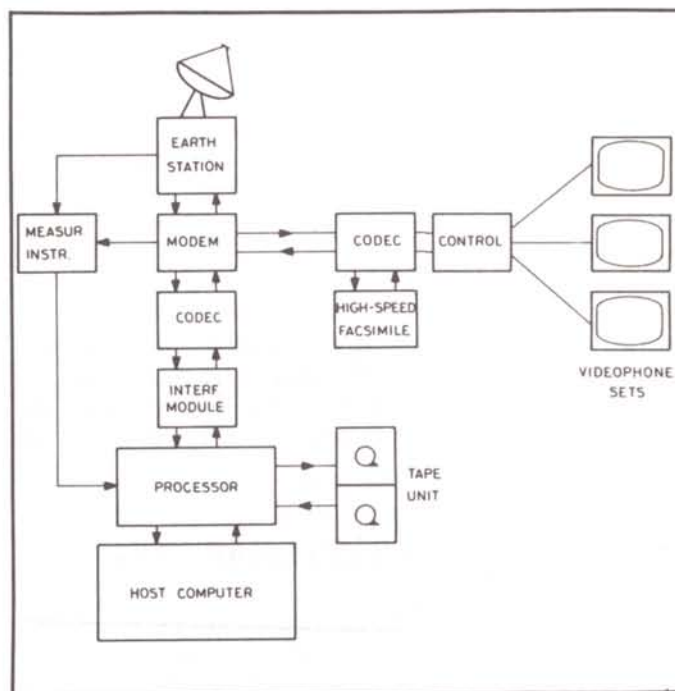 EARTH
STATION
MEASUR
INSTR.
MODEM
CODEC
CONTROL
CODEC
HIGH-SPEED
FACSIMILE
VIDEOPHONE
SETS
INTERF
MODULE
PROCESSOR
TAPE
UNIT
HOST COMPUTER